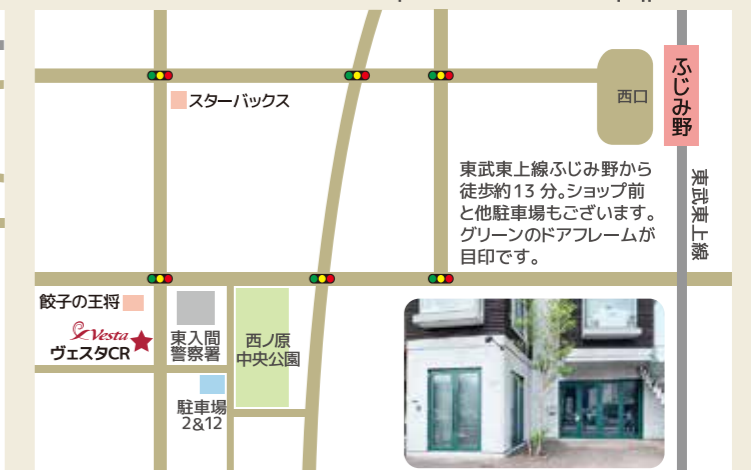 ふじみ野
西口
スターバックス
東武東上線ふじみ野から
徒歩約13分。ショップ前
と他駐車場もございます。
グリーンのドアフレームが
目印です。
東武東上線
餃子の王将
Vesta
ヴェスタCR
東入間
警察署
西ノ原
中央公園
駐車場
2&12